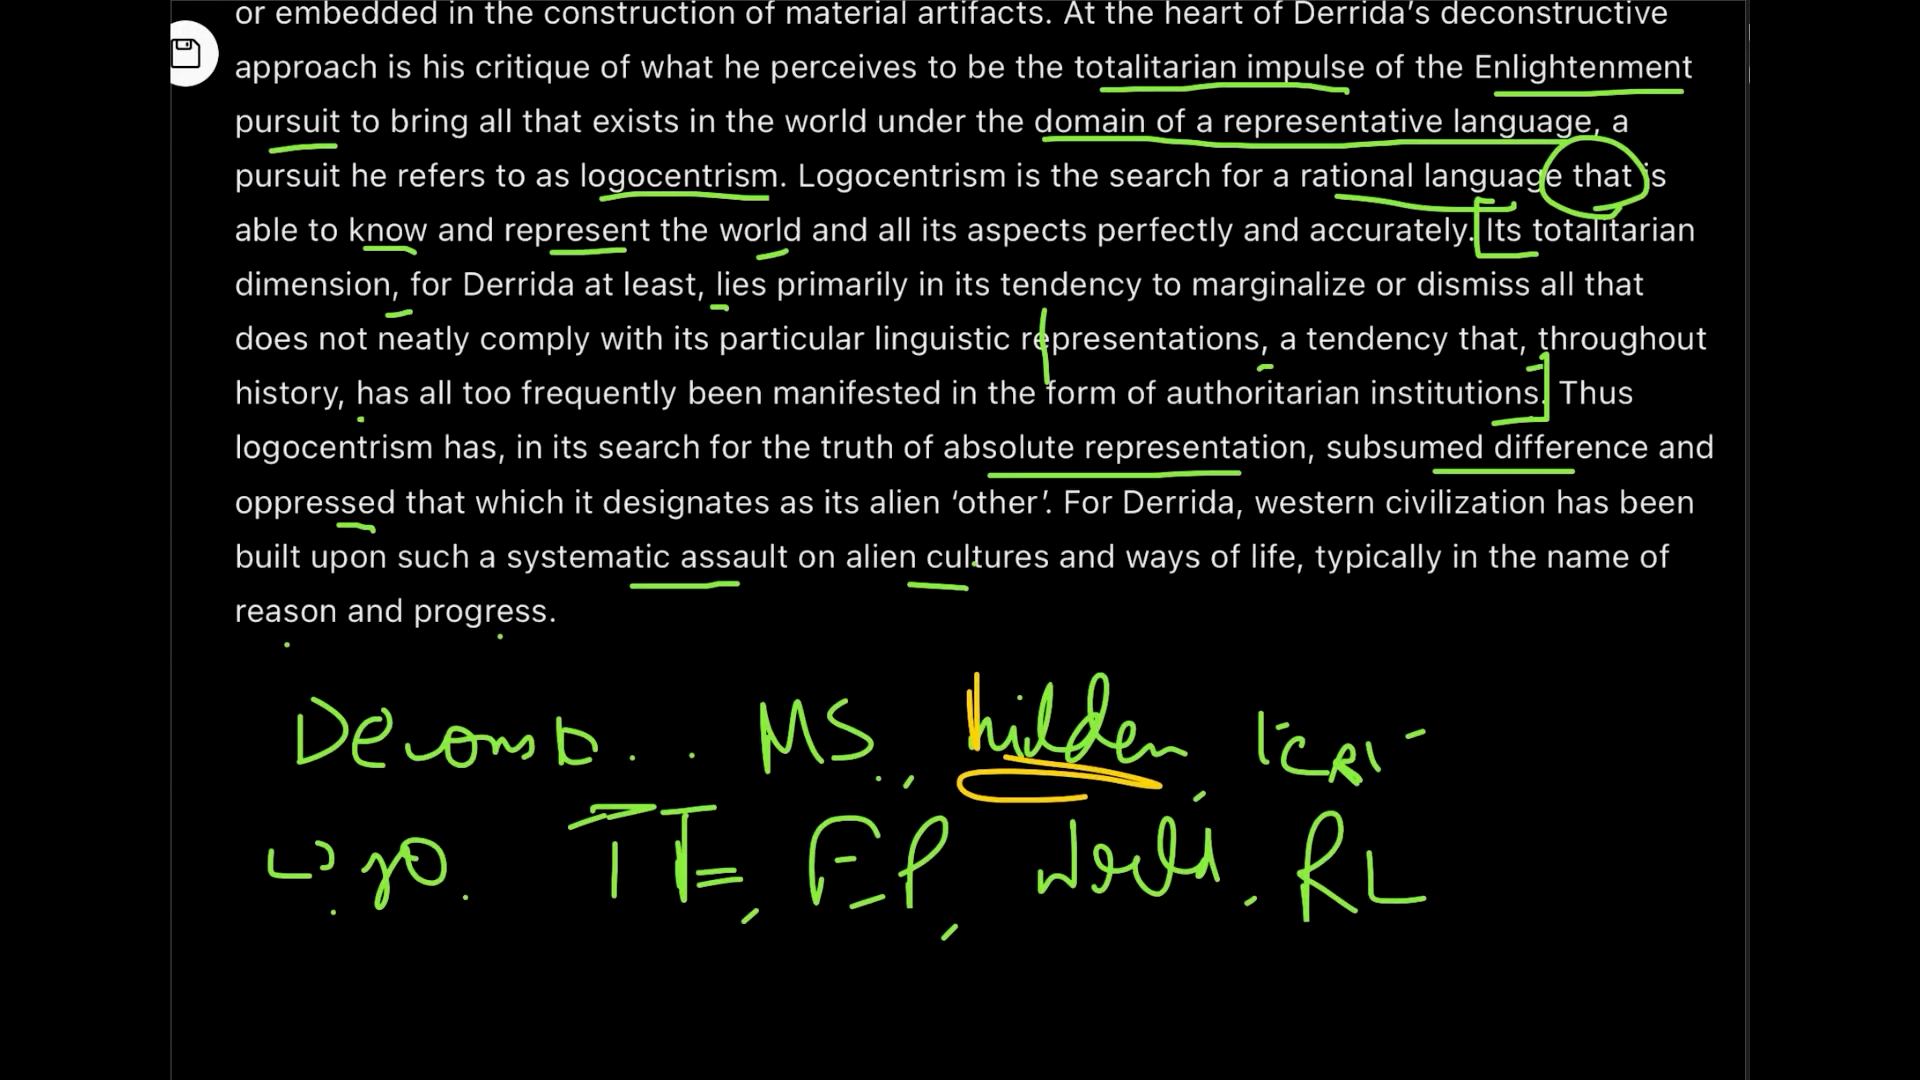 or embedded in the construction of material artifacts. At the heart of Derrida’s deconstructive
approach is his critique of what he perceives to be the totalitarian impulse of the Enlightenment
pursuit to bring all that exists in the world under the domain of a representative language, a
pursuit he refers to as logocentrism. Logocentrism is the search for a rational language that is
able to know and represent the world and all its aspects perfectly and accurately. Its totalitarian
dimension, for Derrida at least, lies primarily in its tendency to marginalize or dismiss all that
does not neatly comply with its particular linguistic representations, a tendency that, throughout
history, has all too frequently been manifested in the form of authoritarian institutions. Thus
logocentrism has, in its search for the truth of absolute representation, subsumed difference and
oppressed that which it designates as its alien ‘other’. For Derrida, western civilization has been
built upon such a systematic assault on alien cultures and ways of life, typically in the name of
reason and progress.
MS, hidden
EP, world, RL